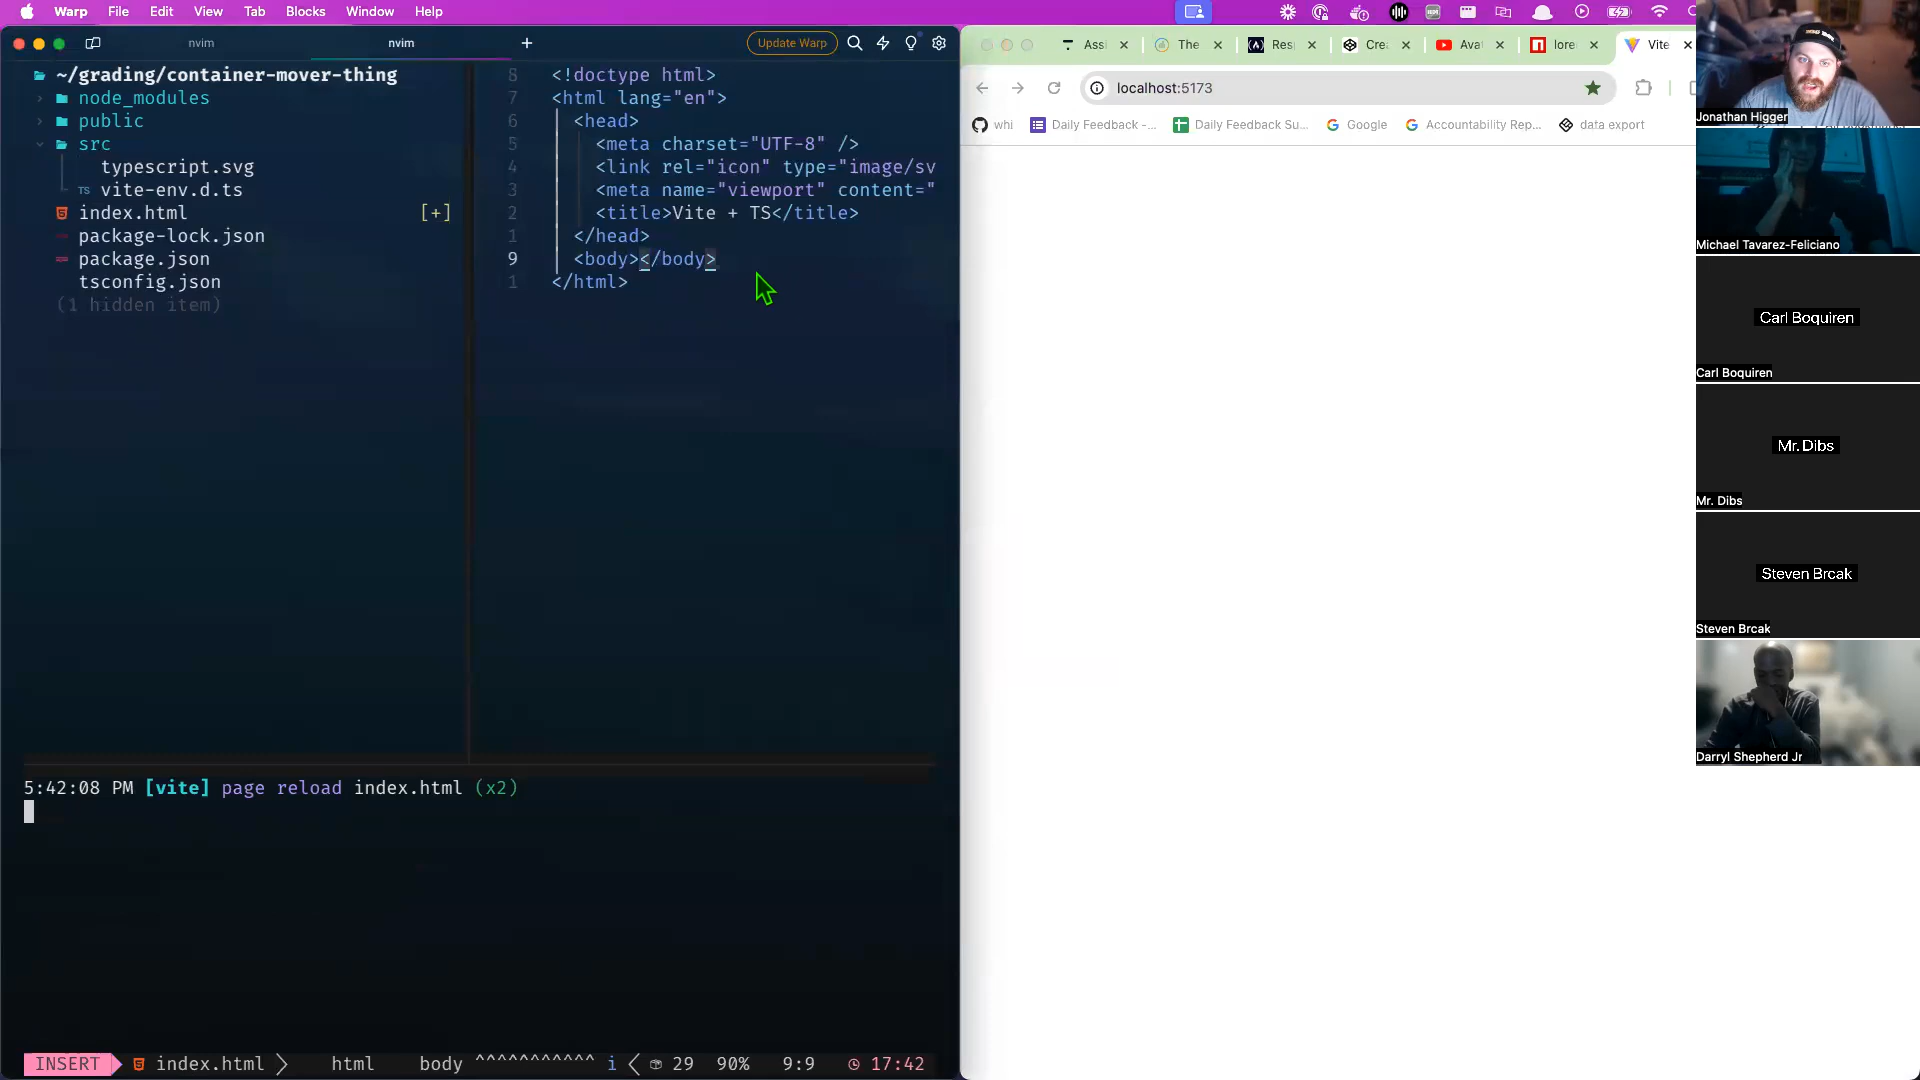 Warp File Edit View Tab Blocks Window Help
nvim
nvim
Update Warp
~/grading/container-mover-thing
node_modules
public
src
typescript.svg
TS vite-env.d.ts
index.html [+]
package-lock.json
package.json
tsconfig.json
(1 hidden item)
8 <!doctype html>
7 <html lang="en">
6 <head>
5 <meta charset="UTF-8" />
4 <link rel="icon" type="image/sv
3 <meta name="viewport" content="
2 <title>Vite + TS</title>
1 </head>
9 <body></body>
1 </html>
5:42:08 PM [vite] page reload index.html (x2)
INSERT index.html html body ^^^^^^^^^^^ i 29 90% 9:9 17:42
Assi
The
Res
Crea
Avat
lore
Vite
localhost:5173
whi
Daily Feedback -...
Daily Feedback Su...
Google
Accountability Rep...
data export
Jonathan Higger
Michael Tavarez-Feliciano
Carl Boquiren
Carl Boquiren
Mr. Dibs
Mr. Dibs
Steven Brcak
Steven Brcak
Darryl Shepherd Jr